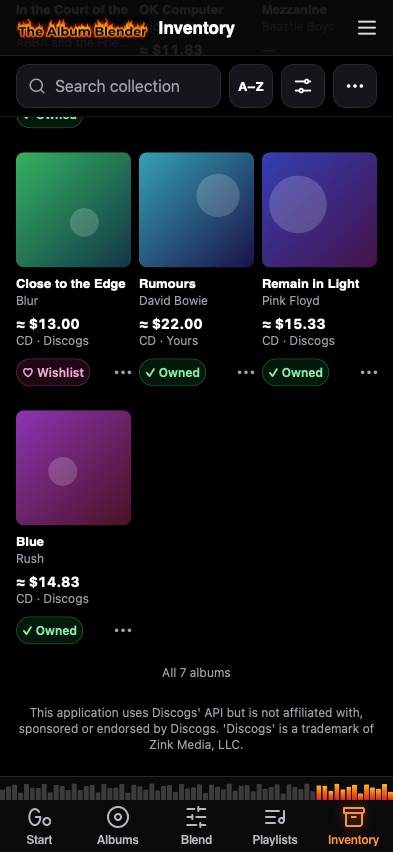 In the Court of the
OK Computer
Mezzanine
The Album Blender
Inventory
Beastie Boys
ABBA and the Frie...
≈ $11.83
—
Search collection
A–Z
Owned
Close to the Edge
Blur
≈ $13.00
CD · Discogs
Wishlist
Rumours
David Bowie
≈ $22.00
CD · Yours
Owned
Remain in Light
Pink Floyd
≈ $15.33
CD · Discogs
Owned
Blue
Rush
≈ $14.83
CD · Discogs
Owned
All 7 albums
This application uses Discogs' API but is not affiliated with,
sponsored or endorsed by Discogs. 'Discogs' is a trademark of
Zink Media, LLC.
Start
Albums
Blend
Playlists
Inventory